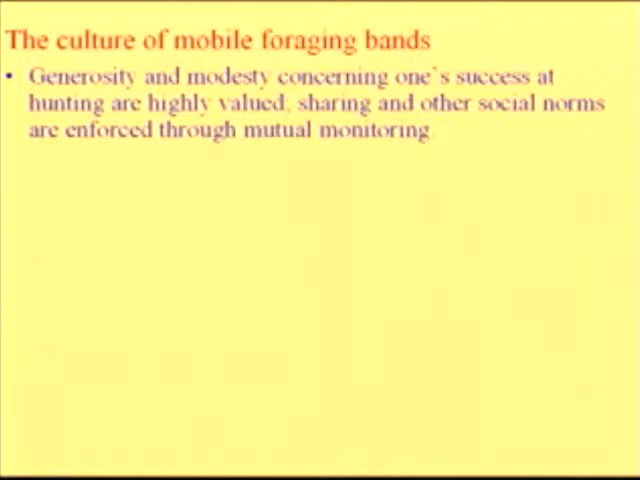 The culture of mobile foraging bands
• Generosity and modesty concerning one`s success at
hunting are highly valued; sharing and other social norms
are enforced through mutual monitoring